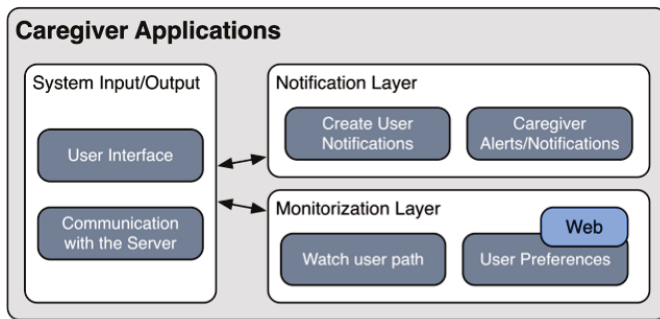 Caregiver Applications
System Input/Output
User Interface
Communication
with the Server
Notification Layer
Create User
Notifications
Caregiver
Alerts/Notifications
Monitorization Layer
Web
Watch user path
User Preferences